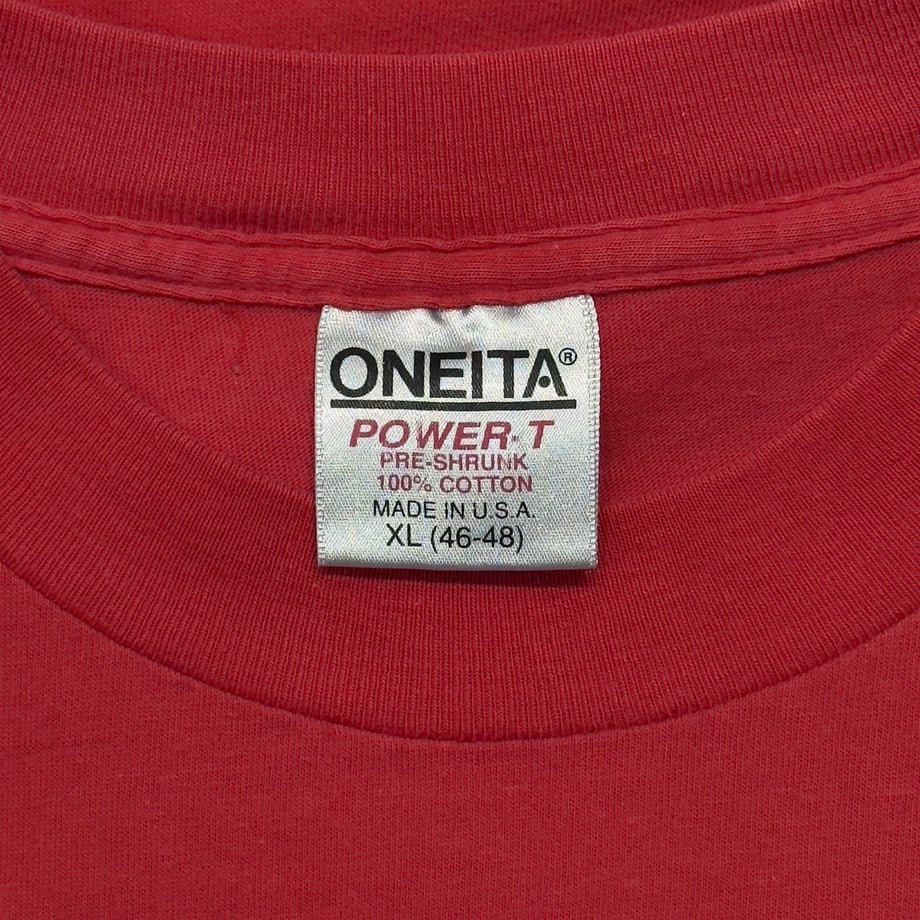 ONEITA®
POWER-T
PRE-SHRUNK
100% COTTON
MADE IN U.S.A.
XL (46-48)